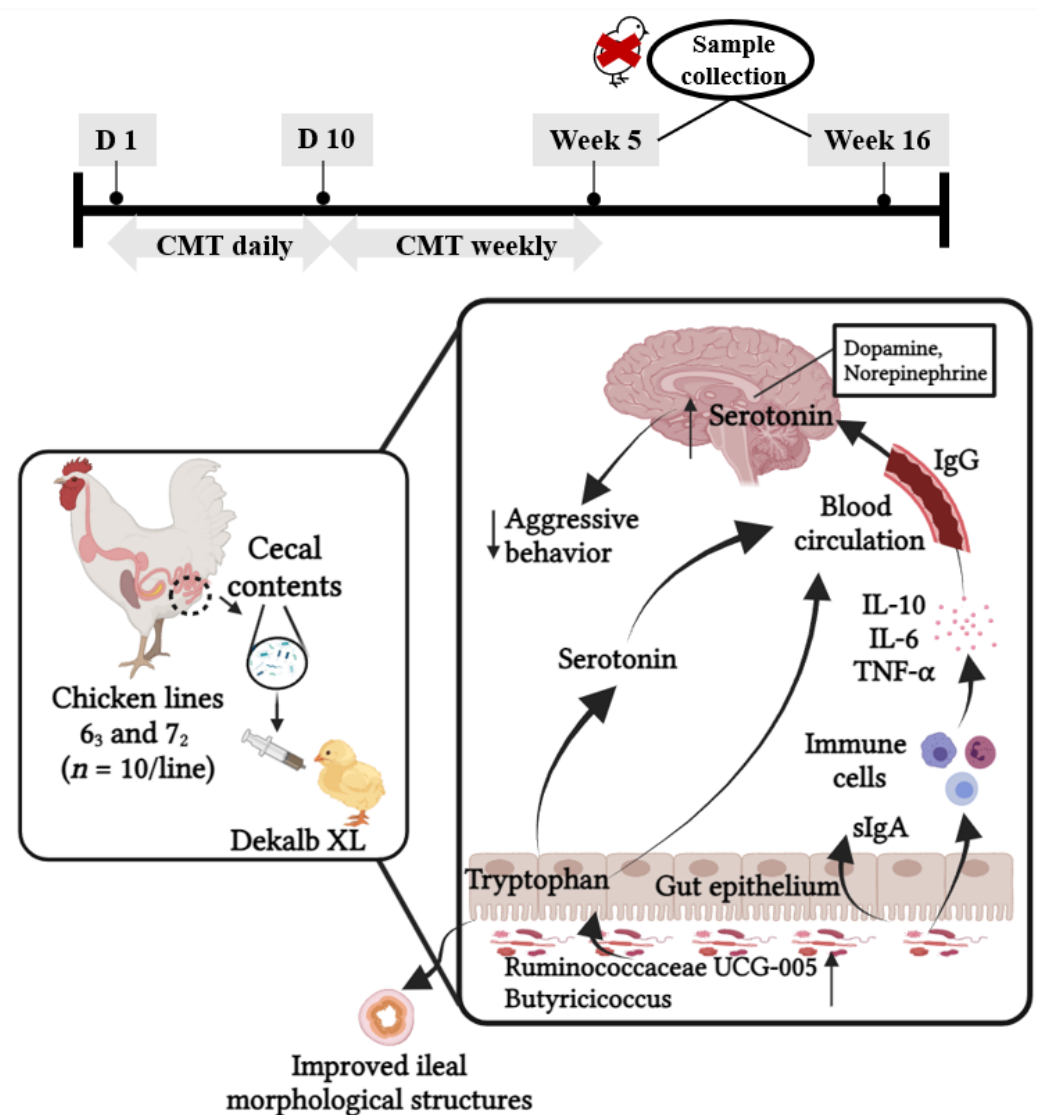 Sample
collection
D 1
D 10
Week 5
Week 16
CMT daily
CMT weekly
Dopamine,
Norepinephrine
Serotonin
IgG
Aggressive
behavior
Blood
circulation
Cecal
contents
IL-10
IL-6
TNF-α
Serotonin
Chicken lines
6₃ and 7₂
(n = 10/line)
Immune
cells
Dekalb XL
sIgA
Tryptophan
Gut epithelium
Ruminococcaceae UCG-005
Butyricicoccus
Improved ileal
morphological structures